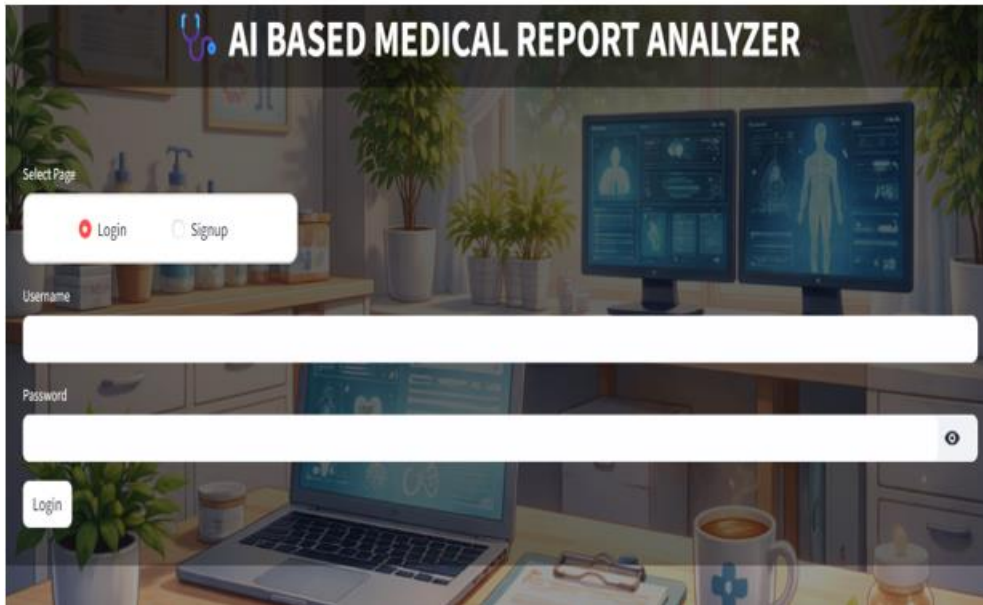 AI BASED MEDICAL REPORT ANALYZER
Select Page
Login Signup
Username
Password
Login